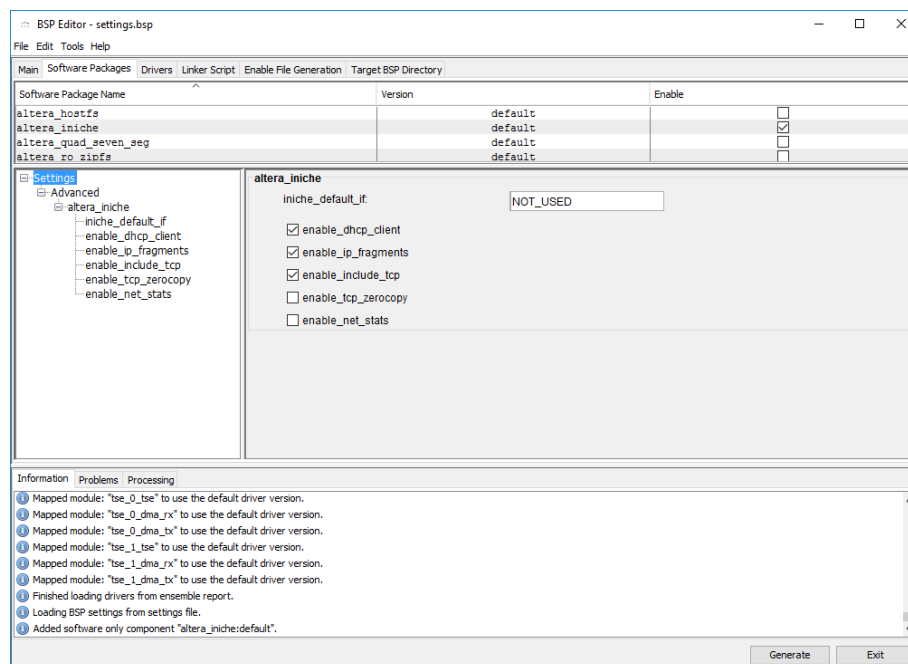 BSP Editor - settings.bsp
File Edit Tools Help
Main Software Packages Drivers Linker Script Enable File Generation Target BSP Directory
Software Package Name Version Enable
altera_hostfs default
altera_iniche default
altera_quad_seven_seg default
altera_ro_zipfs default
Settings
Advanced
altera_iniche
iniche_default_if
enable_dhcp_client
enable_ip_fragments
enable_include_tcp
enable_tcp_zerocopy
enable_net_stats
altera_iniche
iniche_default_if: NOT_USED
enable_dhcp_client
enable_ip_fragments
enable_include_tcp
enable_tcp_zerocopy
enable_net_stats
Information Problems Processing
Mapped module: "tse_0_tse" to use the default driver version.
Mapped module: "tse_0_dma_rx" to use the default driver version.
Mapped module: "tse_0_dma_tx" to use the default driver version.
Mapped module: "tse_1_tse" to use the default driver version.
Mapped module: "tse_1_dma_rx" to use the default driver version.
Mapped module: "tse_1_dma_tx" to use the default driver version.
Finished loading drivers from ensemble report.
Loading BSP settings from settings file.
Added software only component "altera_iniche:default".
Generate Exit